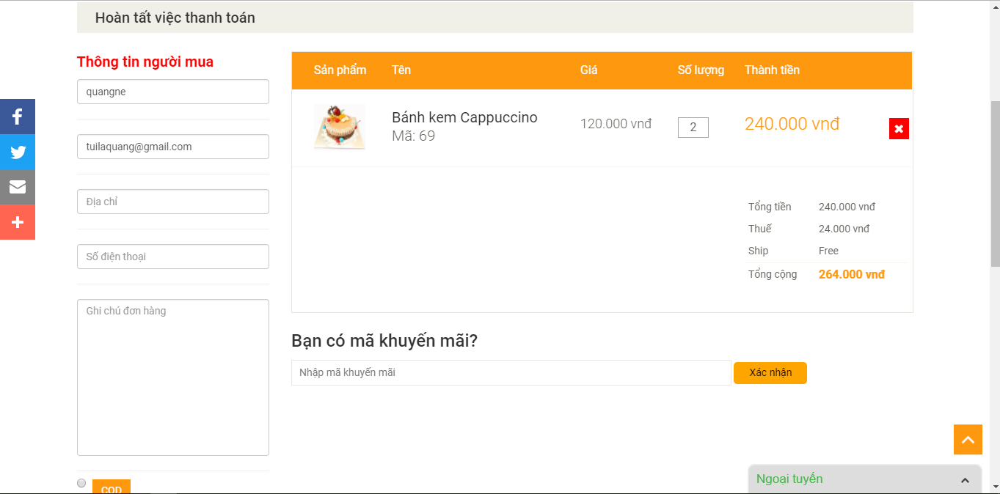 Hoàn tất việc thanh toán
Thông tin người mua
quangne
tuilaquang@gmail.com
Địa chỉ
Số điện thoại
Ghi chú đơn hàng
COD
Sản phẩm Tên Giá Số lượng Thành tiền
Bánh kem Cappuccino 120.000 vnđ 2 240.000 vnđ
Mã: 69
Tổng tiền 240.000 vnđ
Thuế 24.000 vnđ
Ship Free
Tổng cộng 264.000 vnđ
Bạn có mã khuyến mãi?
Nhập mã khuyến mãi Xác nhận
Ngoại tuyến